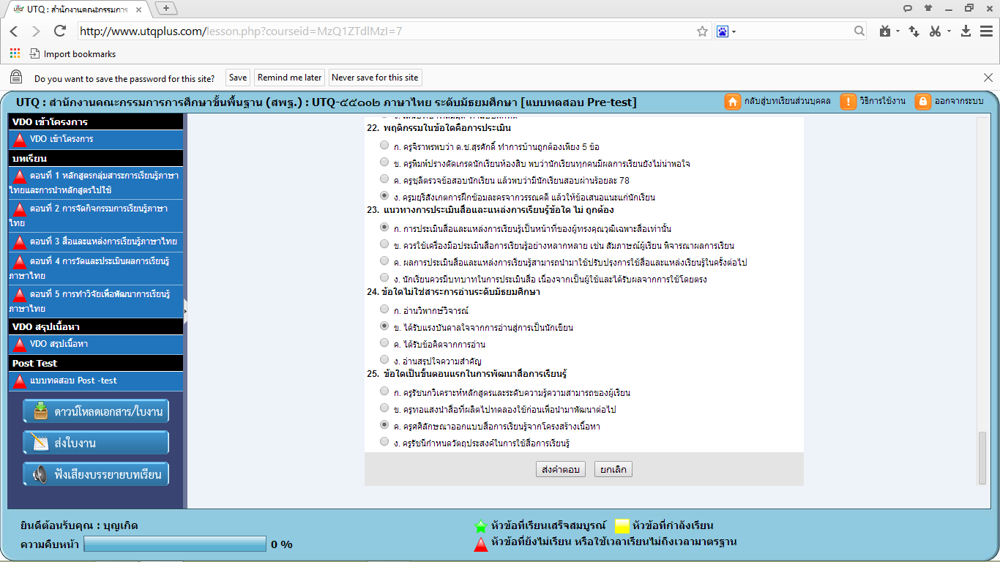 UTQ : สำนักงานคณะกรรมการ
http://www.utqplus.com/lesson.php?courseid=MzQ1ZTdlMzI=7
Import bookmarks
Do you want to save the password for this site?
Save
Remind me later
Never save for this site
UTQ : สำนักงานคณะกรรมการการศึกษาขั้นพื้นฐาน (สพฐ.) : UTQ-๕๕๑๐๒ ภาษาไทย ระดับมัธยมศึกษา [แบบทดสอบ Pre-test]
กลับสู่บทเรียนส่วนบุคคล
วิธีการใช้งาน
ออกจากระบบ
VDO เข้าโครงการ
VDO เข้าโครงการ
บทเรียน
ตอนที่ 1 หลักสูตรกลุ่มสาระการเรียนรู้ภาษา
ไทยและการนำหลักสูตรไปใช้
ตอนที่ 2 การจัดกิจกรรมการเรียนรู้ภาษา
ไทย
ตอนที่ 3 สื่อและแหล่งการเรียนรู้ภาษาไทย
ตอนที่ 4 การวัดและประเมินผลการเรียนรู้
ภาษาไทย
ตอนที่ 5 การทำวิจัยเพื่อพัฒนาการเรียนรู้
ภาษาไทย
VDO สรุปเนื้อหา
VDO สรุปเนื้อหา
Post Test
แบบทดสอบ Post -test
ดาวน์โหลดเอกสาร/ใบงาน
ส่งใบงาน
ฟังเสียงบรรยายบทเรียน
22. พฤติกรรมในข้อใดคือการประเมิน
ก. ครูจิราพรพบว่า ด.ช.สุรศักดิ์ ทำการบ้านถูกต้องเพียง 5 ข้อ
ข. ครูพิมพ์ปรางตัดเกรดนักเรียนห้องสิบ พบว่านักเรียนทุกคนมีผลการเรียนยังไม่น่าพอใจ
ค. ครูชุลีตรวจข้อสอบนักเรียน แล้วพบว่ามีนักเรียนสอบผ่านร้อยละ 78
ง. ครูมยุรีสังเกตการฝึกซ้อมละครจากวรรณคดี แล้วให้ข้อเสนอแนะแก่นักเรียน
23. แนวทางการประเมินสื่อและแหล่งการเรียนรู้ข้อใด ไม่ ถูกต้อง
ก. การประเมินสื่อและแหล่งการเรียนรู้เป็นหน้าที่ของผู้ทรงคุณวุฒิเฉพาะสื่อเท่านั้น
ข. ควรใช้เครื่องมือประเมินสื่อการเรียนรู้อย่างหลากหลาย เช่น สัมภาษณ์ผู้เรียน พิจารณาผลการเรียน
ค. ผลการประเมินสื่อและแหล่งการเรียนรู้สามารถนำมาใช้ปรับปรุงการใช้สื่อและแหล่งเรียนรู้ในครั้งต่อไป
ง. นักเรียนควรมีบทบาทในการประเมินสื่อ เนื่องจากเป็นผู้ใช้และได้รับผลจากการใช้โดยตรง
24. ข้อใดไม่ใช่สาระการอ่านระดับมัธยมศึกษา
ก. อ่านวิพากษ์วิจารณ์
ข. ได้รับแรงบันดาลใจจากการอ่านสู่การเป็นนักเขียน
ค. ได้รับข้อคิดจากการอ่าน
ง. อ่านสรุปใจความสำคัญ
25. ข้อใดเป็นขั้นตอนแรกในการพัฒนาสื่อการเรียนรู้
ก. ครูรัชนกวิเคราะห์หลักสูตรและระดับความรู้ความสามารถของผู้เรียน
ข. ครูทอแสงนำสื่อที่ผลิตไปทดลองใช้ก่อนเพื่อนำมาพัฒนาต่อไป
ค. ครูศศิลักษณาออกแบบสื่อการเรียนรู้จากโครงสร้างเนื้อหา
ง. ครูรัชนีกำหนดวัตถุประสงค์ในการใช้สื่อการเรียนรู้
ส่งคำตอบ
ยกเลิก
ยินดีต้อนรับคุณ : บุญเกิด
ความคืบหน้า
0 %
หัวข้อที่เรียนเสร็จสมบูรณ์
หัวข้อที่กำลังเรียน
หัวข้อที่ยังไม่เรียน หรือใช้เวลาเรียนไม่ถึงเวลามาตรฐาน